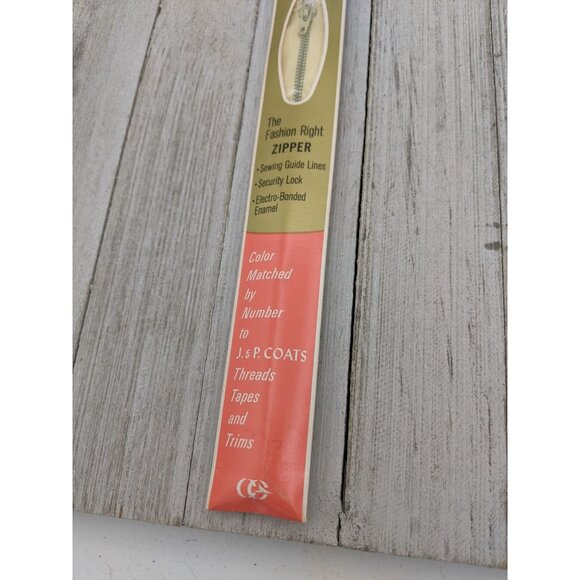 The
Fashion Right
ZIPPER
• Sewing Guide Lines
• Security Lock
• Electro-Bonded
Enamel
Color
Matched
by
Number
to
J. & P. COATS
Threads
Tapes
and
Trims